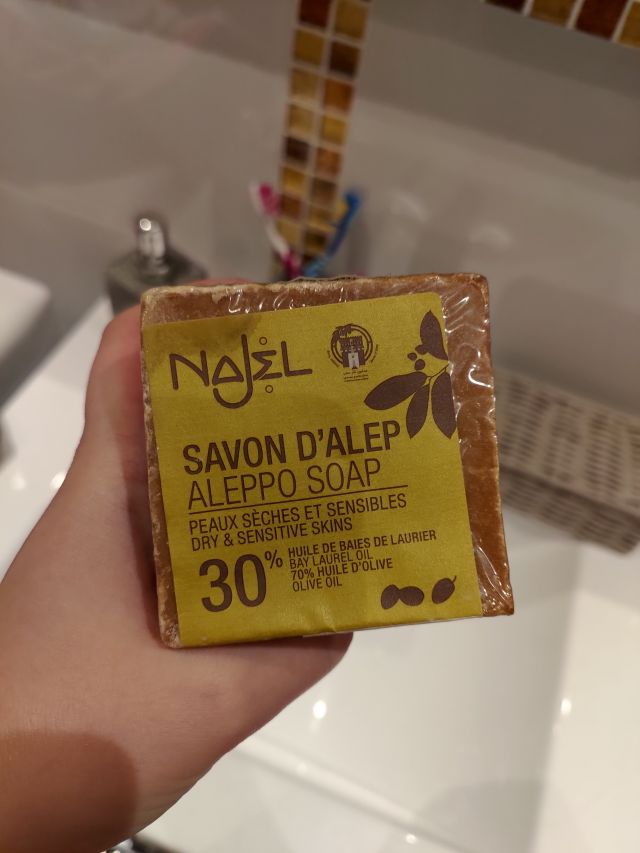 NAJEL
SAVON D'ALEP
ALEPPO SOAP
PEAUX SÈCHES ET SENSIBLES
DRY & SENSITIVE SKINS
30%
HUILE DE BAIES DE LAURIER
BAY LAUREL OIL
70% HUILE D'OLIVE
OLIVE OIL